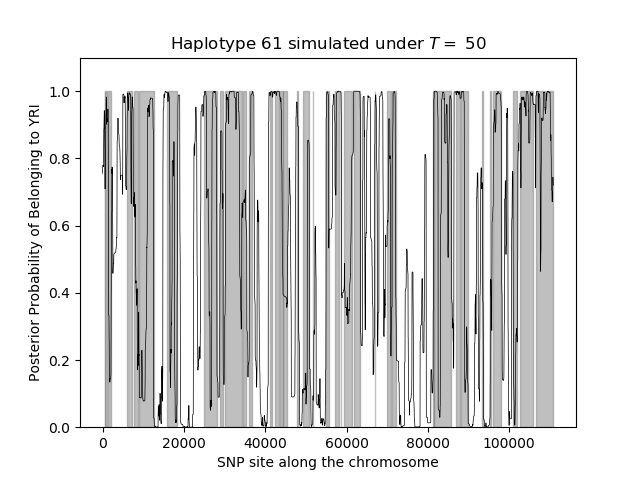 Haplotype 61 simulated under T = 50
Posterior Probability of Belonging to YRI
1.0
0.8
0.6
0.4
0.2
0.0
0 20000 40000 60000 80000 100000
SNP site along the chromosome